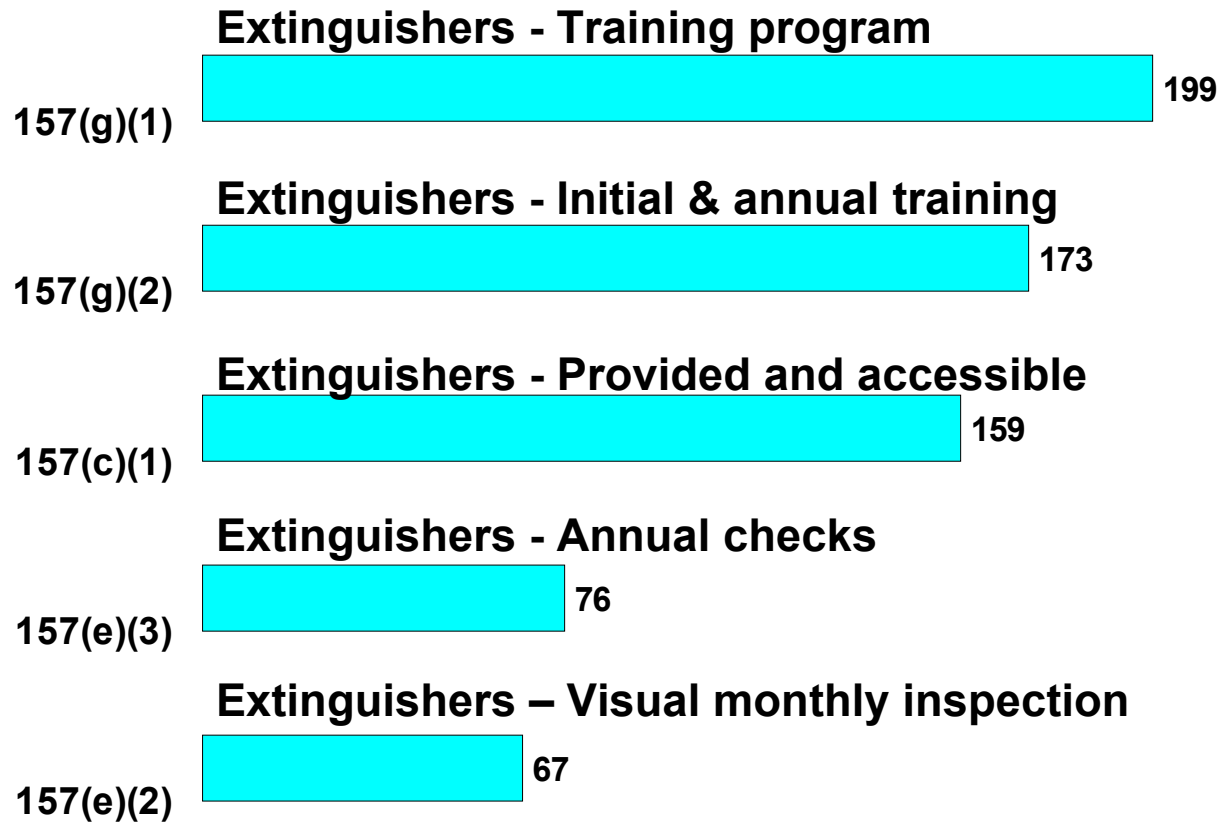 Extinguishers - Training program
199
157(g)(1)
Extinguishers - Initial & annual training
173
157(g)(2)
Extinguishers - Provided and accessible
159
157(c)(1)
Extinguishers - Annual checks
76
157(e)(3)
Extinguishers – Visual monthly inspection
67
157(e)(2)